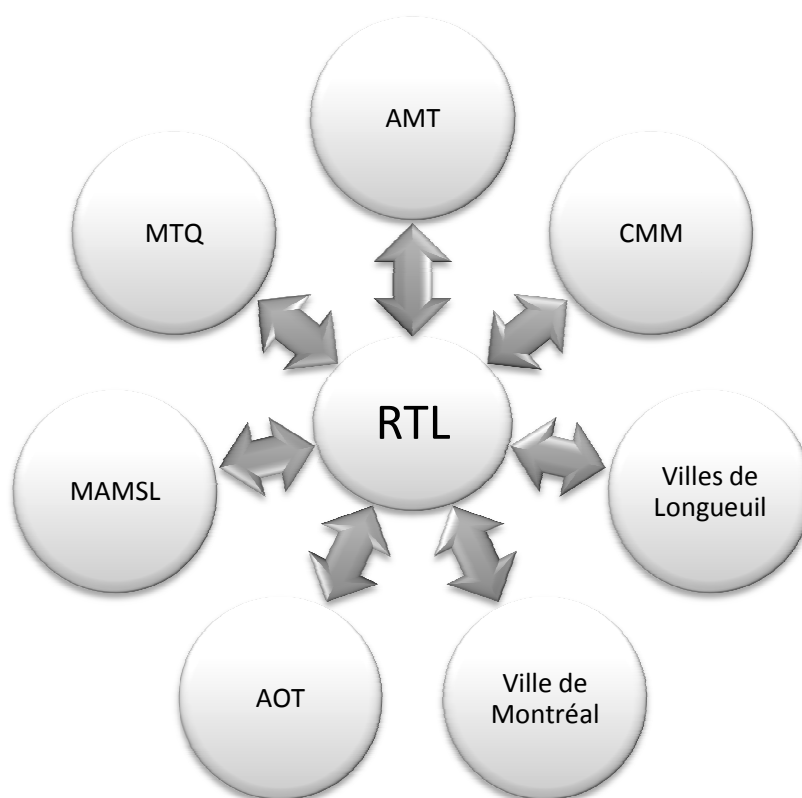 AMT
MTQ
CMM
RTL
MAMSL
Villes de
Longueuil
AOT
Ville de
Montréal